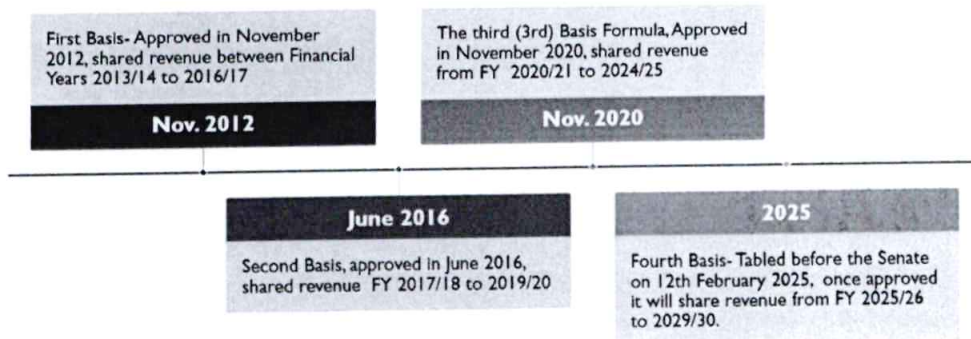 First Basis- Approved in November
2012, shared revenue between Financial
Years 2013/14 to 2016/17
Nov. 2012
The third (3rd) Basis Formula, Approved
in November 2020, shared revenue
from FY 2020/21 to 2024/25
Nov. 2020
June 2016
Second Basis, approved in June 2016,
shared revenue FY 2017/18 to 2019/20
2025
Fourth Basis- Tabled before the Senate
on 12th February 2025, once approved
it will share revenue from FY 2025/26
to 2029/30.